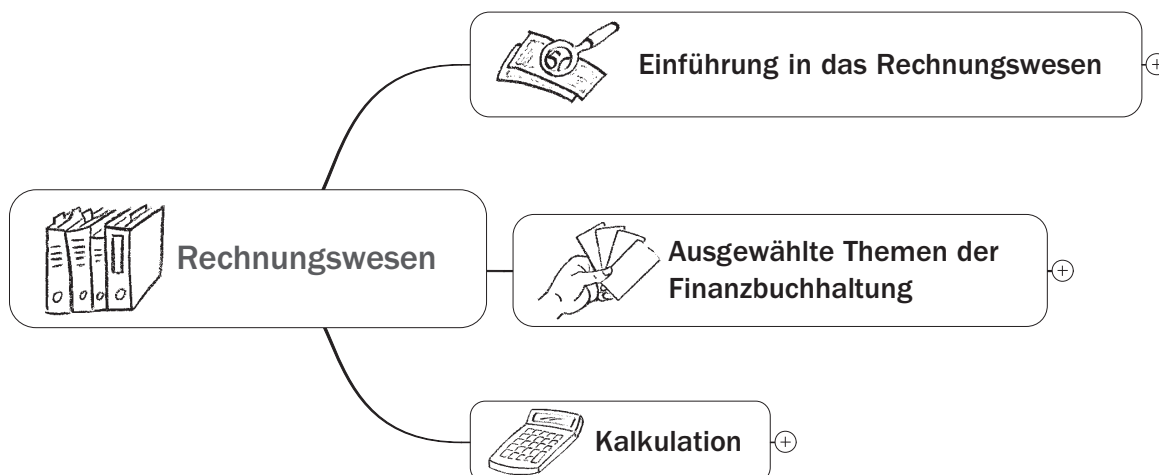 Einführung in das Rechnungswesen
Rechnungswesen
Ausgewählte Themen der
Finanzbuchhaltung
Kalkulation